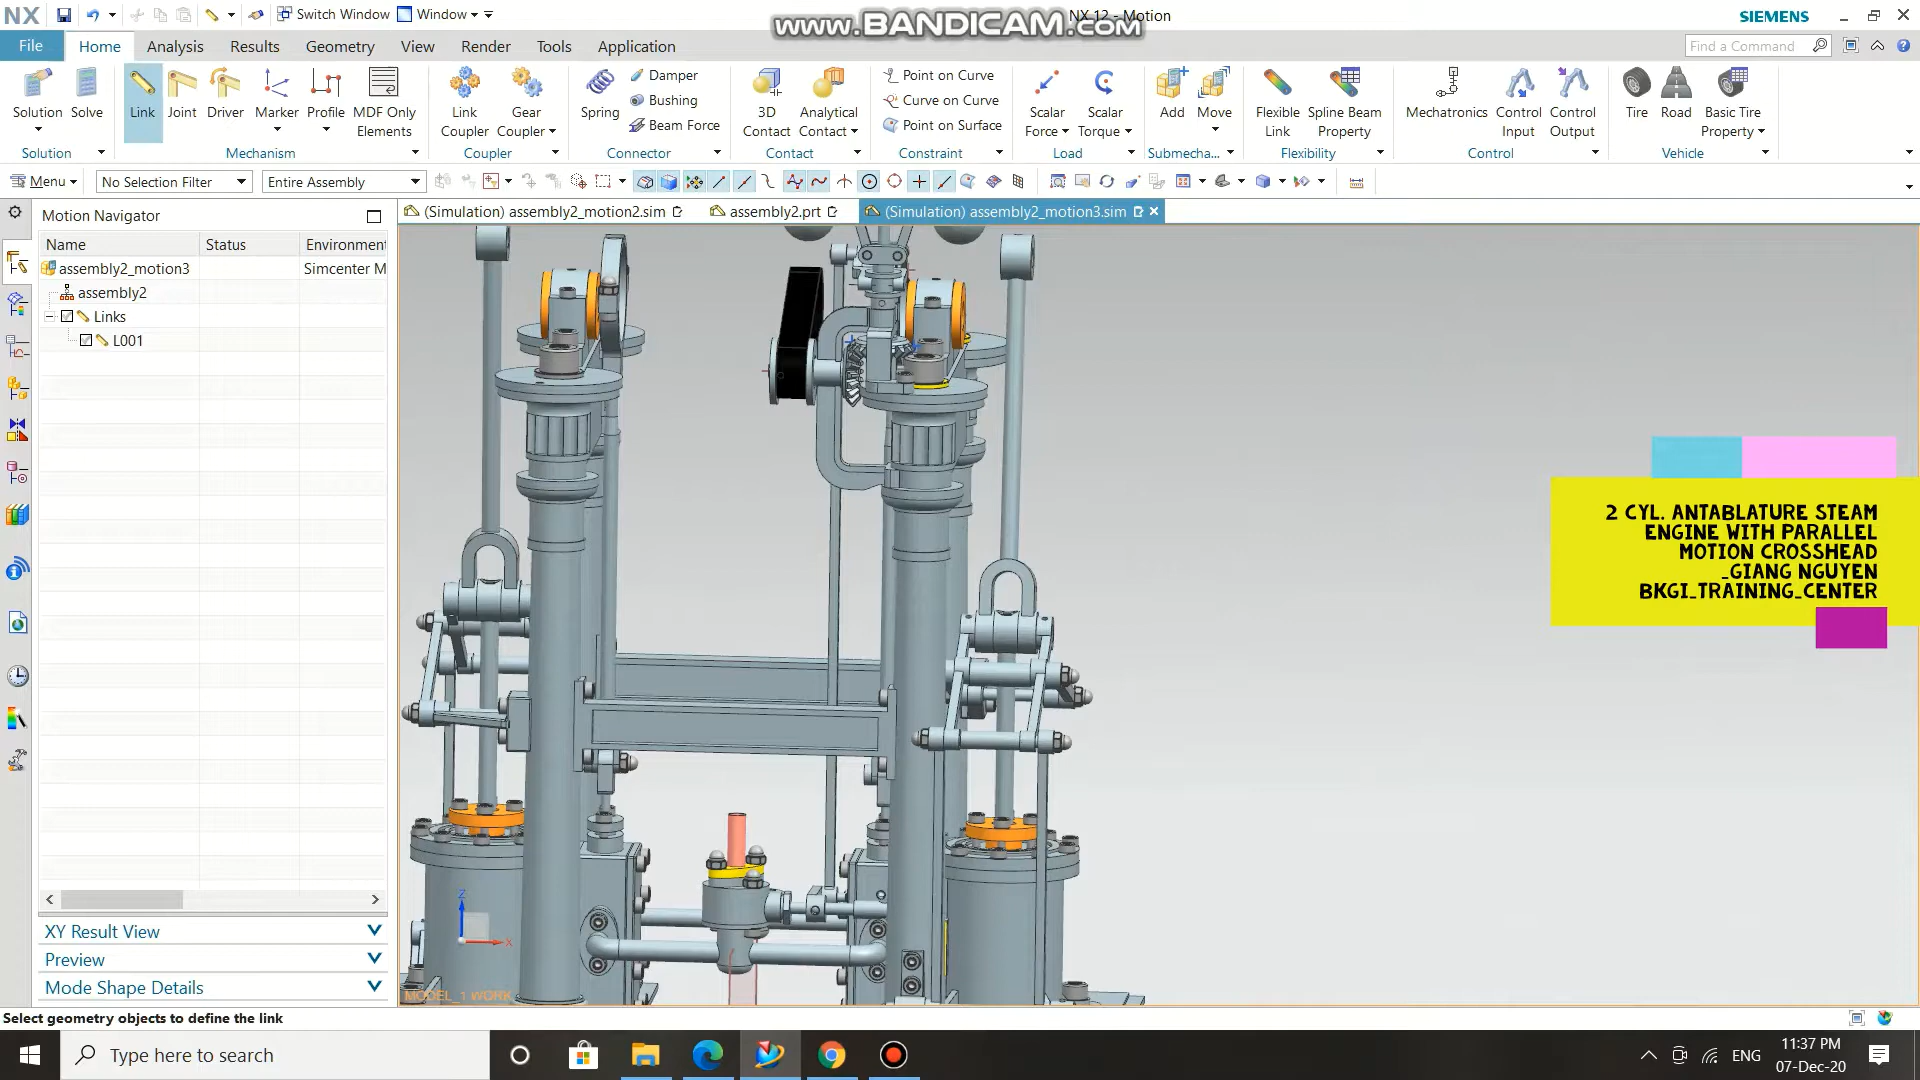 NX
Switch Window
Window
www.BANDICAM.com
NX 12 - Motion
SIEMENS
File
Home
Analysis
Results
Geometry
View
Render
Tools
Application
Find a Command
Solution
Solve
Link
Joint
Driver
Marker
Profile
MDF Only
Elements
Link
Coupler
Gear
Coupler
Spring
Damper
Bushing
Beam Force
3D
Contact
Analytical
Contact
Point on Curve
Curve on Curve
Point on Surface
Scalar
Force
Scalar
Torque
Add
Move
Flexible
Link
Spline Beam
Property
Mechatronics
Control
Input
Control
Output
Tire
Road
Basic Tire
Property
Solution
Mechanism
Coupler
Connector
Contact
Constraint
Load
Submecha...
Flexibility
Control
Vehicle
Menu
No Selection Filter
Entire Assembly
Motion Navigator
(Simulation) assembly2_motion2.sim
assembly2.prt
(Simulation) assembly2_motion3.sim
Name
Status
Environment
assembly2_motion3
Simcenter M
assembly2
Links
L001
2 CYL. ANTABLATURE STEAM
ENGINE WITH PARALLEL
MOTION CROSSHEAD
_GIANG NGUYEN
BKGI_TRAINING_CENTER
Z
X
MODEL_1 WORK
XY Result View
Preview
Mode Shape Details
Select geometry objects to define the link
Type here to search
ENG
11:37 PM
07-Dec-20